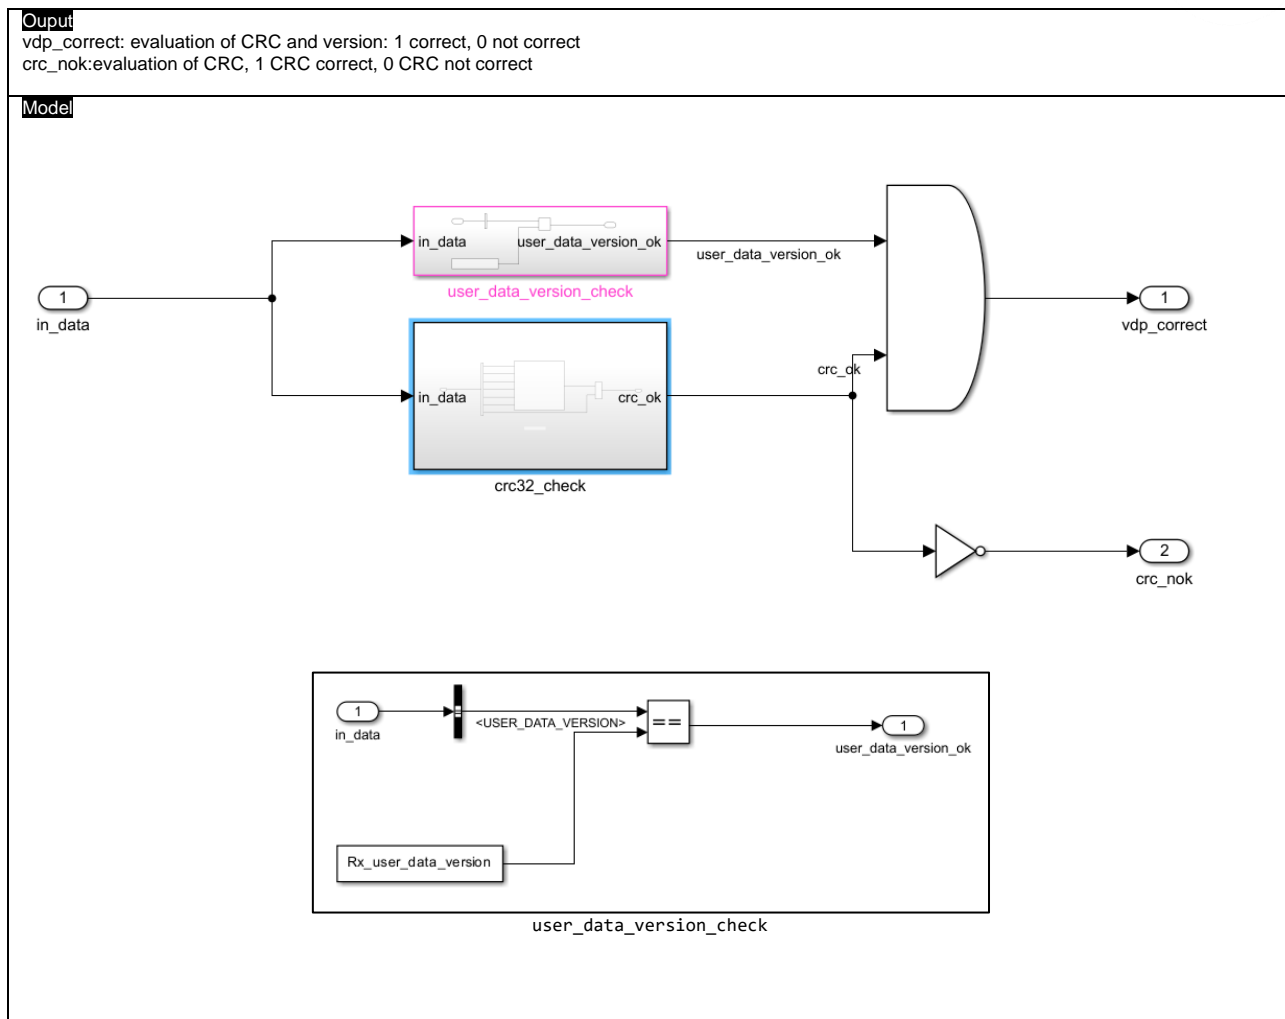 Ouput
vdp_correct: evaluation of CRC and version: 1 correct, 0 not correct
crc_nok:evaluation of CRC, 1 CRC correct, 0 CRC not correct
Model
in_data
user_data_version_ok
user_data_version_check
user_data_version_ok
1
in_data
in_data
crc_ok
crc32_check
crc_ok
1
vdp_correct
2
crc_nok
1
in_data
<USER_DATA_VERSION>
==
1
user_data_version_ok
Rx_user_data_version
user_data_version_check